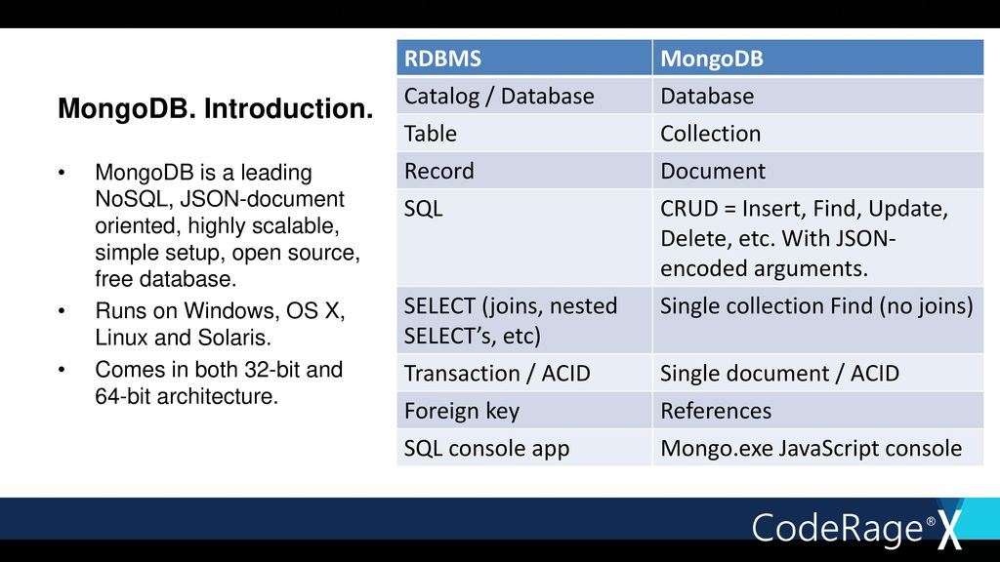 MongoDB. Introduction.
• MongoDB is a leading
NoSQL, JSON-document
oriented, highly scalable,
simple setup, open source,
free database.
• Runs on Windows, OS X,
Linux and Solaris.
• Comes in both 32-bit and
64-bit architecture.
RDBMS MongoDB
Catalog / Database Database
Table Collection
Record Document
SQL CRUD = Insert, Find, Update,
Delete, etc. With JSON-
encoded arguments.
SELECT (joins, nested Single collection Find (no joins)
SELECT’s, etc)
Transaction / ACID Single document / ACID
Foreign key References
SQL console app Mongo.exe JavaScript console
CodeRage® X